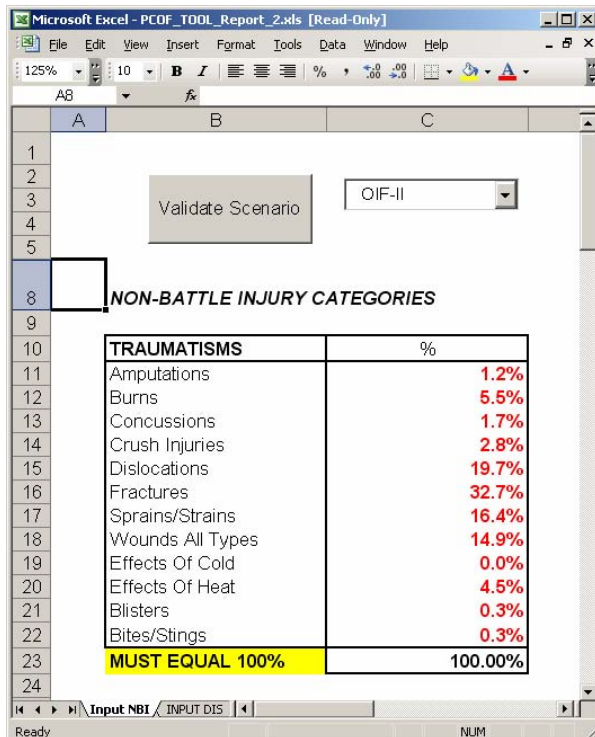 Microsoft Excel - PCOF_TOOL_Report_2.xls [Read-Only]
File Edit View Insert Format Tools Data Window Help
125% 10 B I % , .00 .00
A8 fx
A B C
1
2
3 Validate Scenario OIF-II
4
5
8 NON-BATTLE INJURY CATEGORIES
9
10 TRAUMATISMS %
11 Amputations 1.2%
12 Burns 5.5%
13 Concussions 1.7%
14 Crush Injuries 2.8%
15 Dislocations 19.7%
16 Fractures 32.7%
17 Sprains/Strains 16.4%
18 Wounds All Types 14.9%
19 Effects Of Cold 0.0%
20 Effects Of Heat 4.5%
21 Blisters 0.3%
22 Bites/Stings 0.3%
23 MUST EQUAL 100% 100.00%
24
Input NBI INPUT DIS
Ready NUM